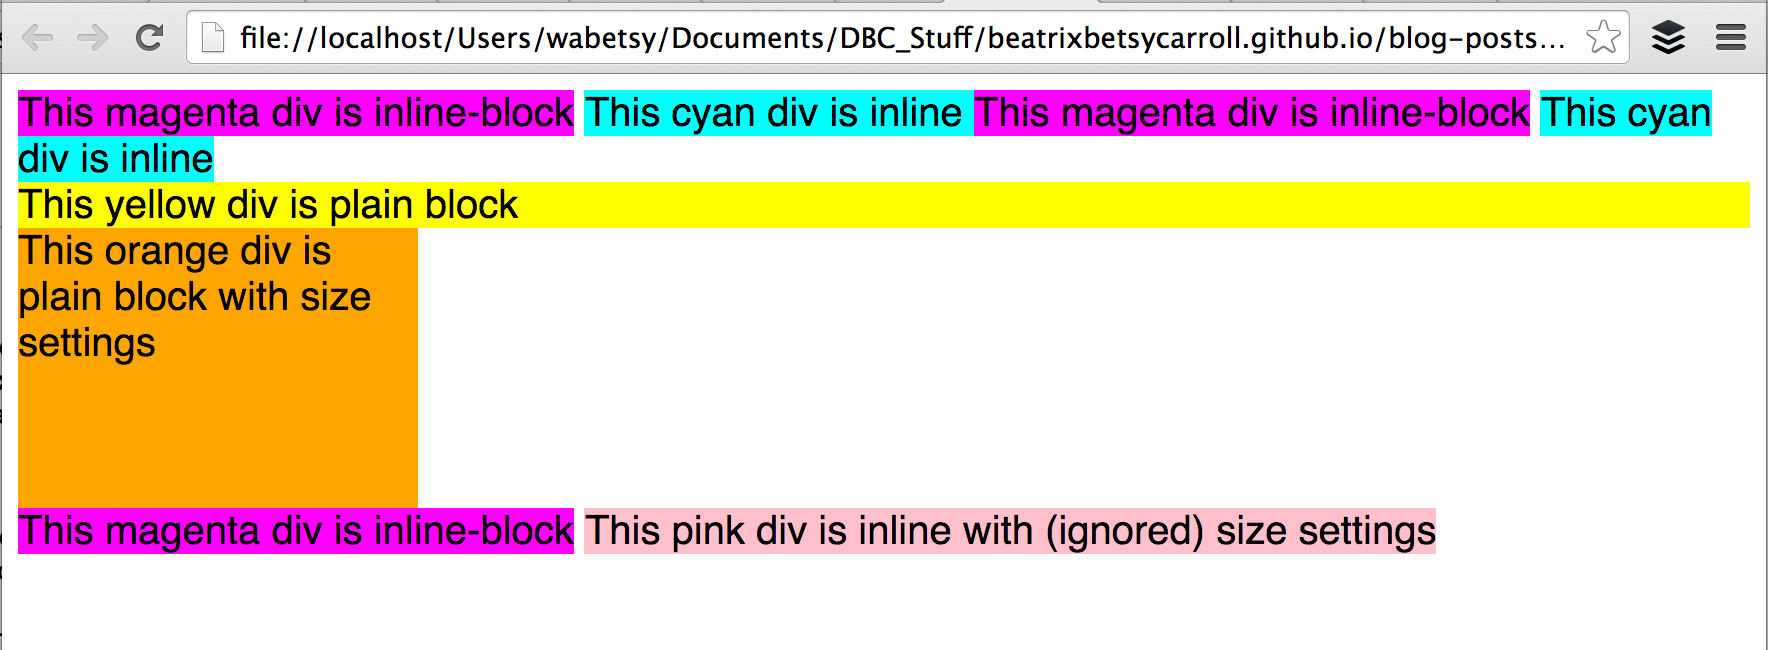 file://localhost/Users/wabetsy/Documents/DBC_Stuff/beatrixbetsycarroll.github.io/blog-posts...
This magenta div is inline-block This cyan div is inline This magenta div is inline-block This cyan
div is inline
This yellow div is plain block
This orange div is
plain block with size
settings
This magenta div is inline-block This pink div is inline with (ignored) size settings